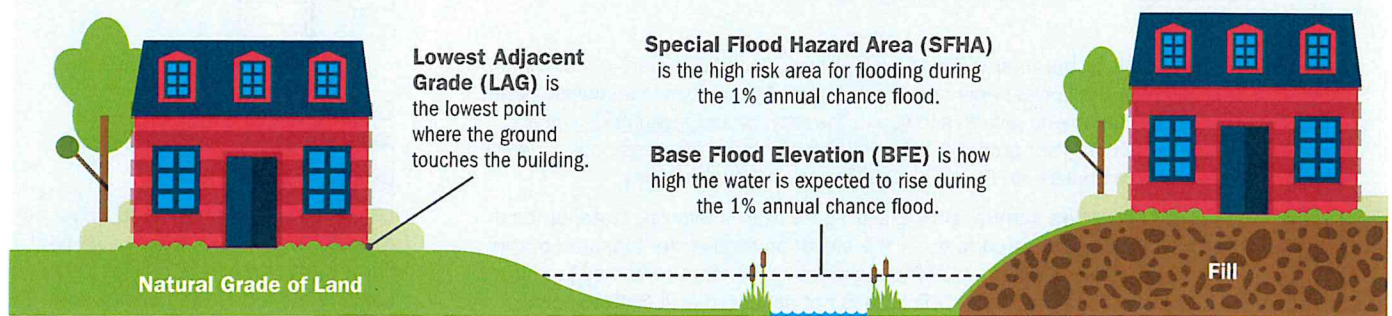 Lowest Adjacent
Grade (LAG) is
the lowest point
where the ground
touches the building.
Special Flood Hazard Area (SFHA)
is the high risk area for flooding during
the 1% annual chance flood.
Base Flood Elevation (BFE) is how
high the water is expected to rise during
the 1% annual chance flood.
Natural Grade of Land
Fill